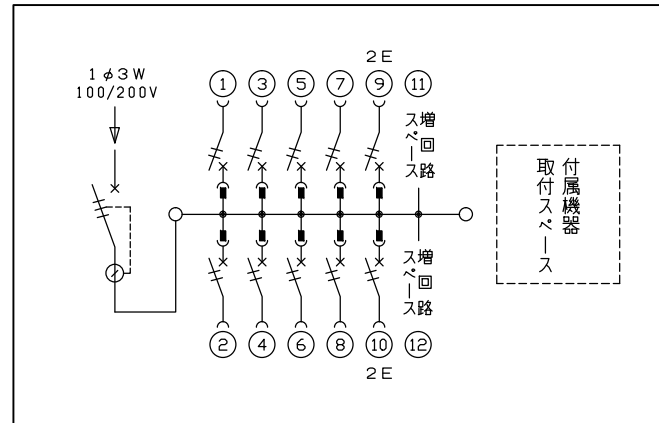 1φ3W
100/200V
2E
1 3 5 7 9 11
増回路
スペース
付属機器
取付スペース
増回路
スペース
2 4 6 8 10 12
2E